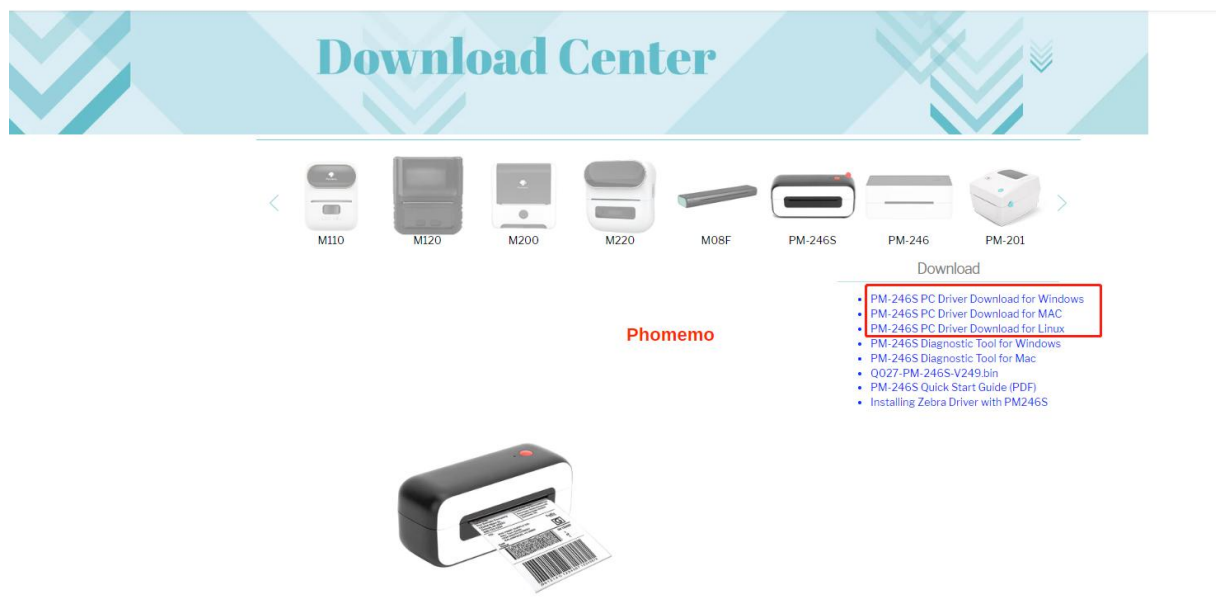 Download Center
M110
M120
M200
M220
M08F
PM-246S
PM-246
PM-201
Download
PM-246S PC Driver Download for Windows
PM-246S PC Driver Download for MAC
PM-246S PC Driver Download for Linux
PM-246S Diagnostic Tool for Windows
PM-246S Diagnostic Tool for Mac
Q027-PM-246S-V249.bin
PM-246S Quick Start Guide (PDF)
Installing Zebra Driver with PM246S
Phomemo